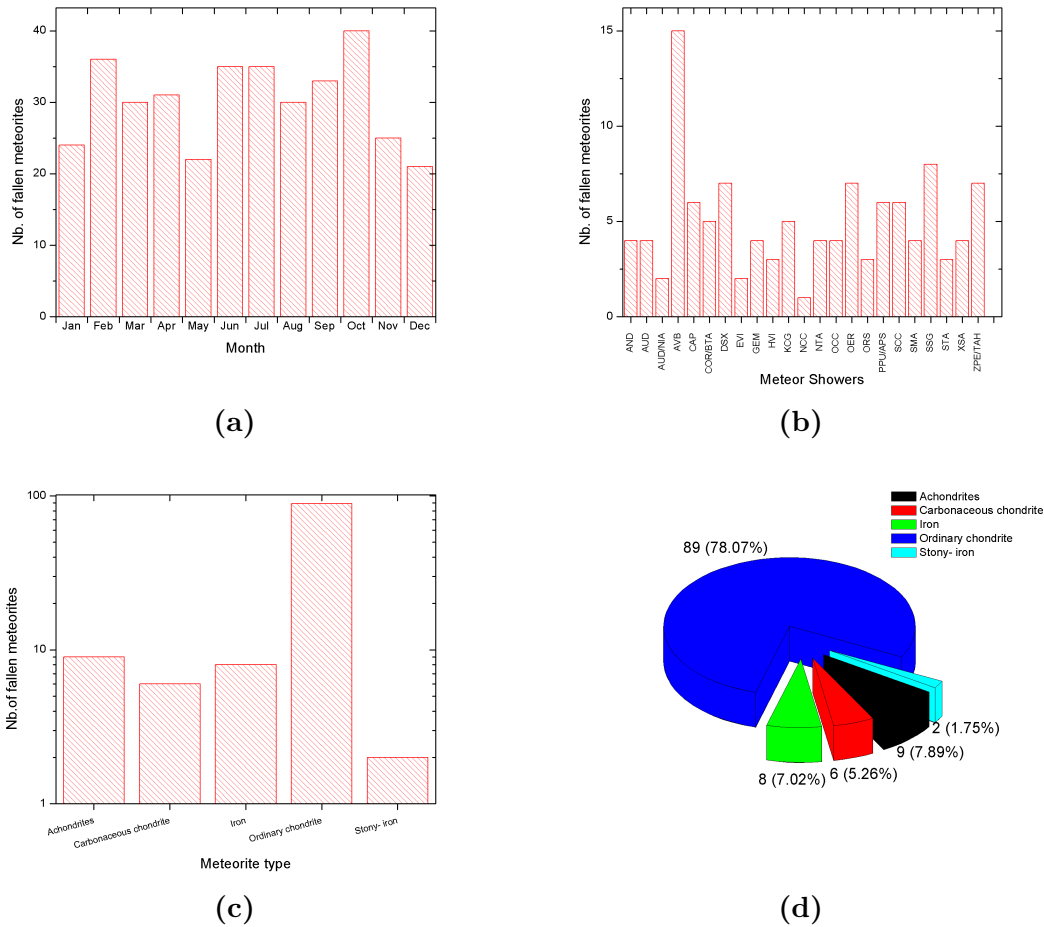 40
30
20
10
0
Nb. of fallen meteorites
Jan Feb Mar Apr May Jun Jul Aug Sep Oct Nov Dec
Month
(a)
15
10
5
0
Nb. of fallen meteorites
AND AUD AUD/NIA AVB CAP COR/BTA DSX EVI GEM HVI KCG NCC NTA OCC OER ORS PPU/APS SCC SMA SSG STA XSA ZPE/TAH
Meteor Showers
(b)
100
10
1
Nb.of fallen meteorites
Achondrites Carbonaceous chondrite Iron Ordinary chondrite Stony- iron
Meteorite type
(c)
Achondrites
Carbonaceous chondrite
Iron
Ordinary chondrite
Stony- iron
89 (78.07%)
2 (1.75%)
9 (7.89%)
6 (5.26%)
8 (7.02%)
(d)